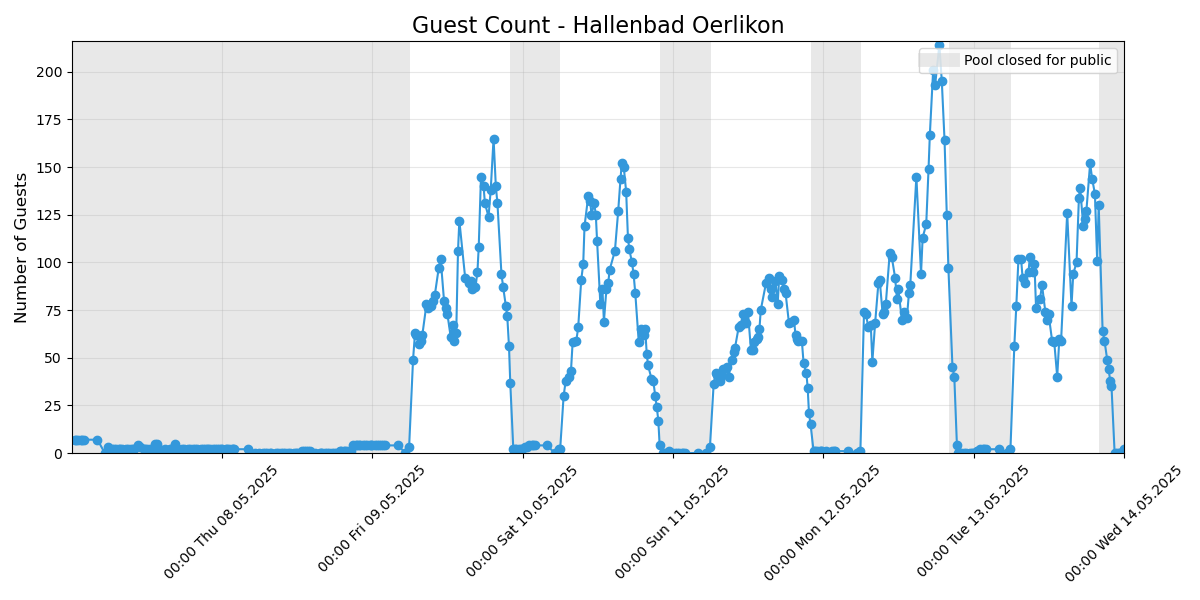 Guest Count - Hallenbad Oerlikon
Pool closed for public
Number of Guests
200
175
150
125
100
75
50
25
0
00:00 Thu 08.05.2025
00:00 Fri 09.05.2025
00:00 Sat 10.05.2025
00:00 Sun 11.05.2025
00:00 Mon 12.05.2025
00:00 Tue 13.05.2025
00:00 Wed 14.05.2025